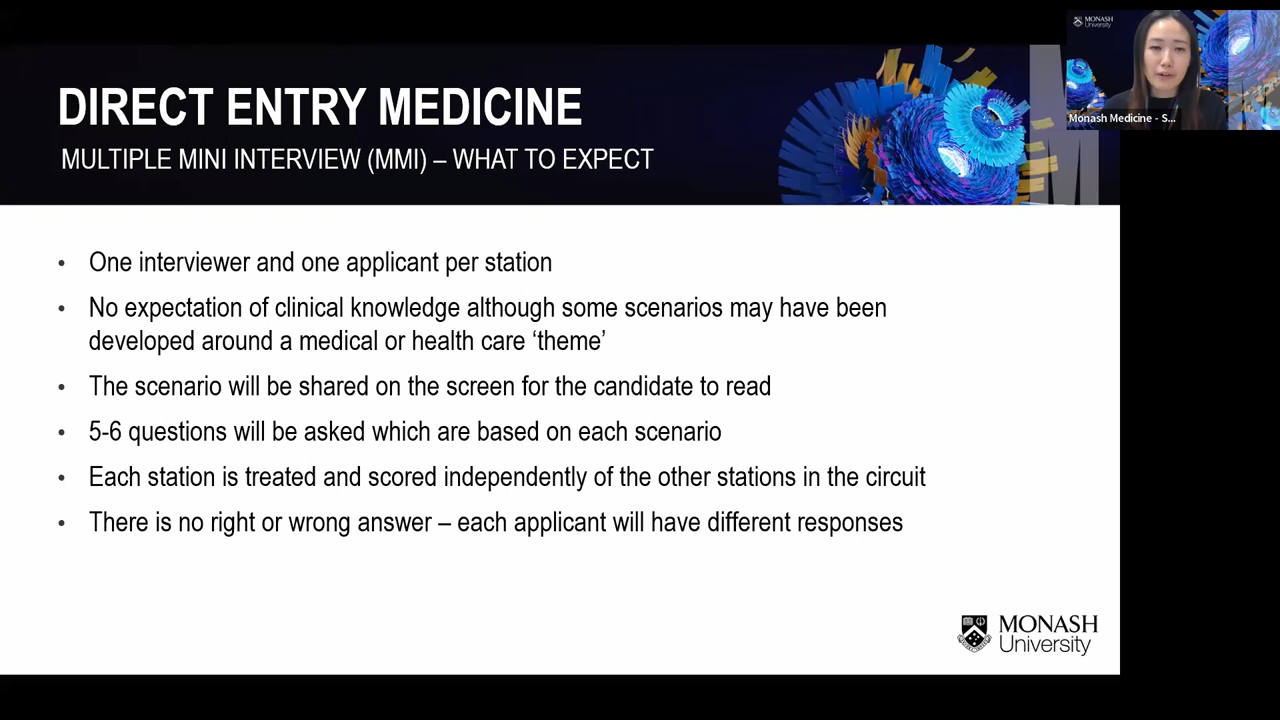 MONASH
University
Monash Medicine - S...
DIRECT ENTRY MEDICINE
MULTIPLE MINI INTERVIEW (MMI) – WHAT TO EXPECT
• One interviewer and one applicant per station
• No expectation of clinical knowledge although some scenarios may have been
developed around a medical or health care ‘theme’
• The scenario will be shared on the screen for the candidate to read
• 5-6 questions will be asked which are based on each scenario
• Each station is treated and scored independently of the other stations in the circuit
• There is no right or wrong answer – each applicant will have different responses
MONASH
University